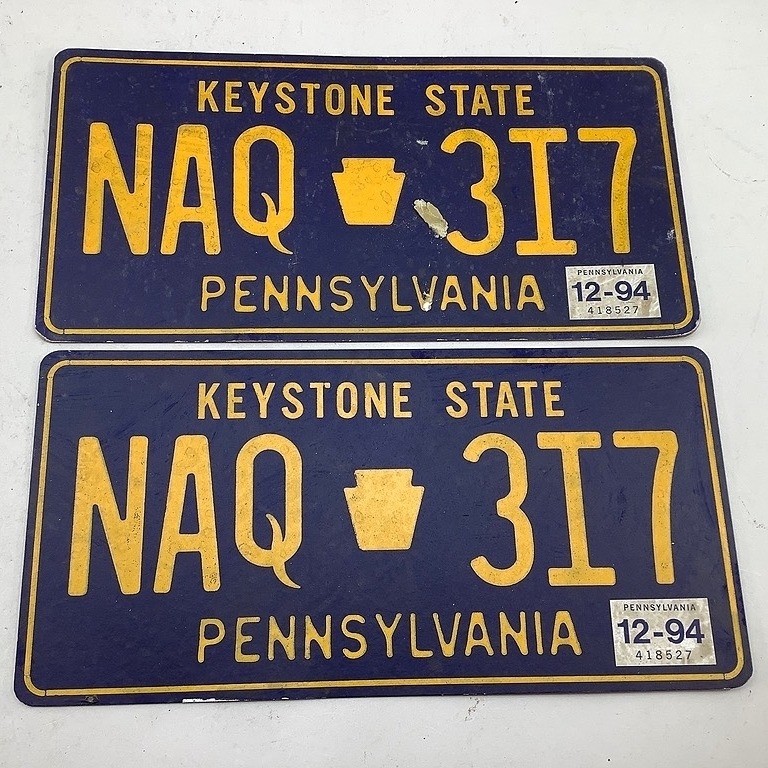 KEYSTONE STATE
NAQ 3I7
PENNSYLVANIA
PENNSYLVANIA
12-94
418527
KEYSTONE STATE
NAQ 3I7
PENNSYLVANIA
PENNSYLVANIA
12-94
418527